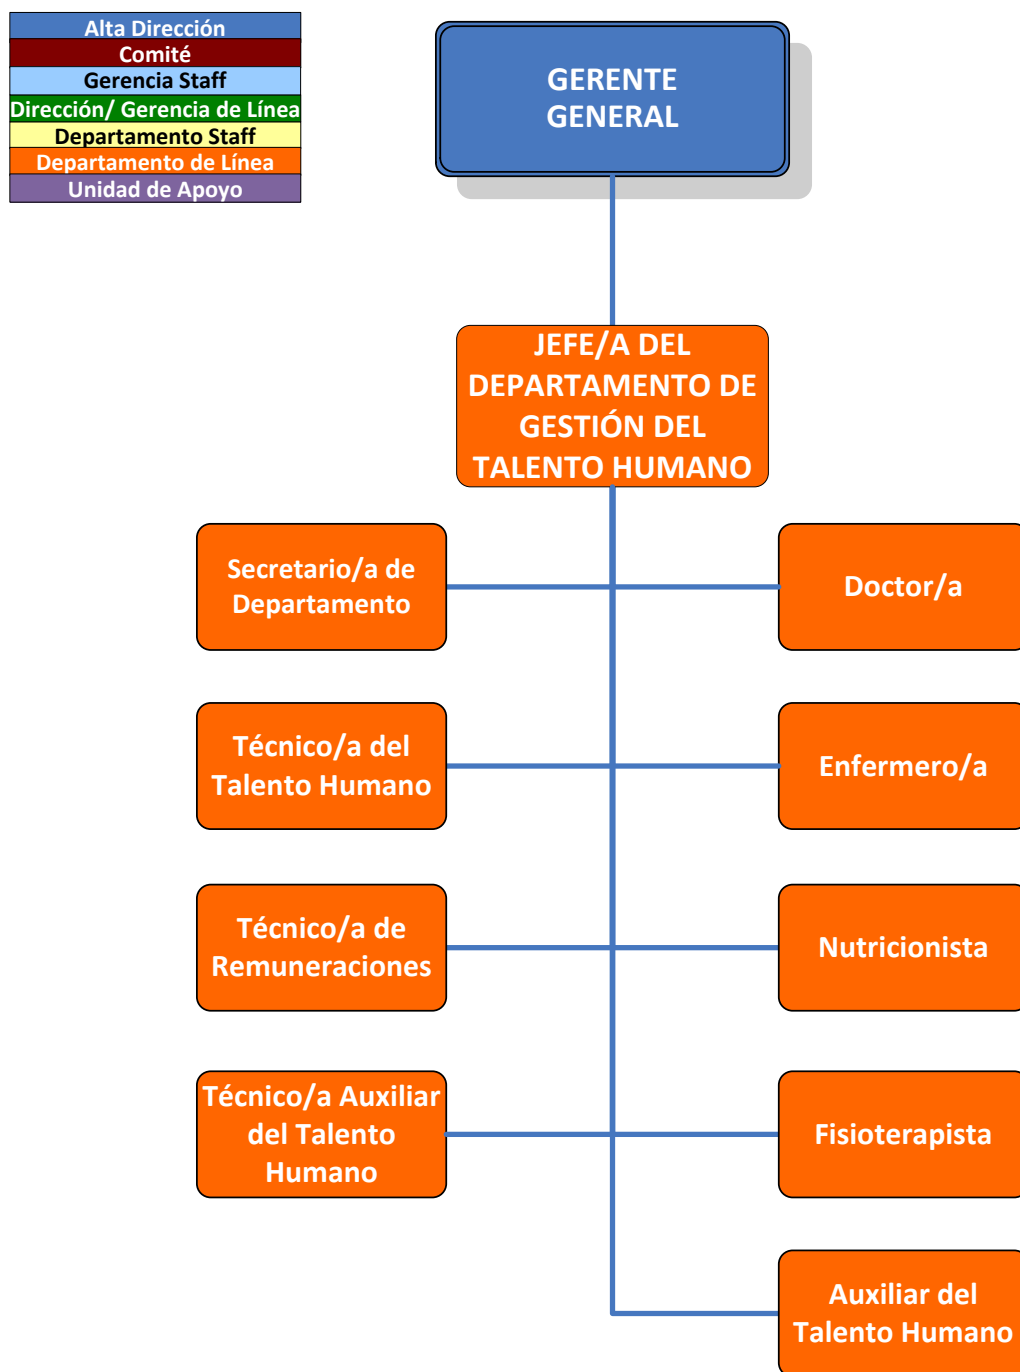 Alta Dirección
Comité
Gerencia Staff
Dirección/ Gerencia de Línea
Departamento Staff
Departamento de Línea
Unidad de Apoyo
GERENTE
GENERAL
JEFE/A DEL
DEPARTAMENTO DE
GESTIÓN DEL
TALENTO HUMANO
Secretario/a de
Departamento
Doctor/a
Técnico/a del
Talento Humano
Enfermero/a
Técnico/a de
Remuneraciones
Nutricionista
Técnico/a Auxiliar
del Talento
Humano
Fisioterapista
Auxiliar del
Talento Humano